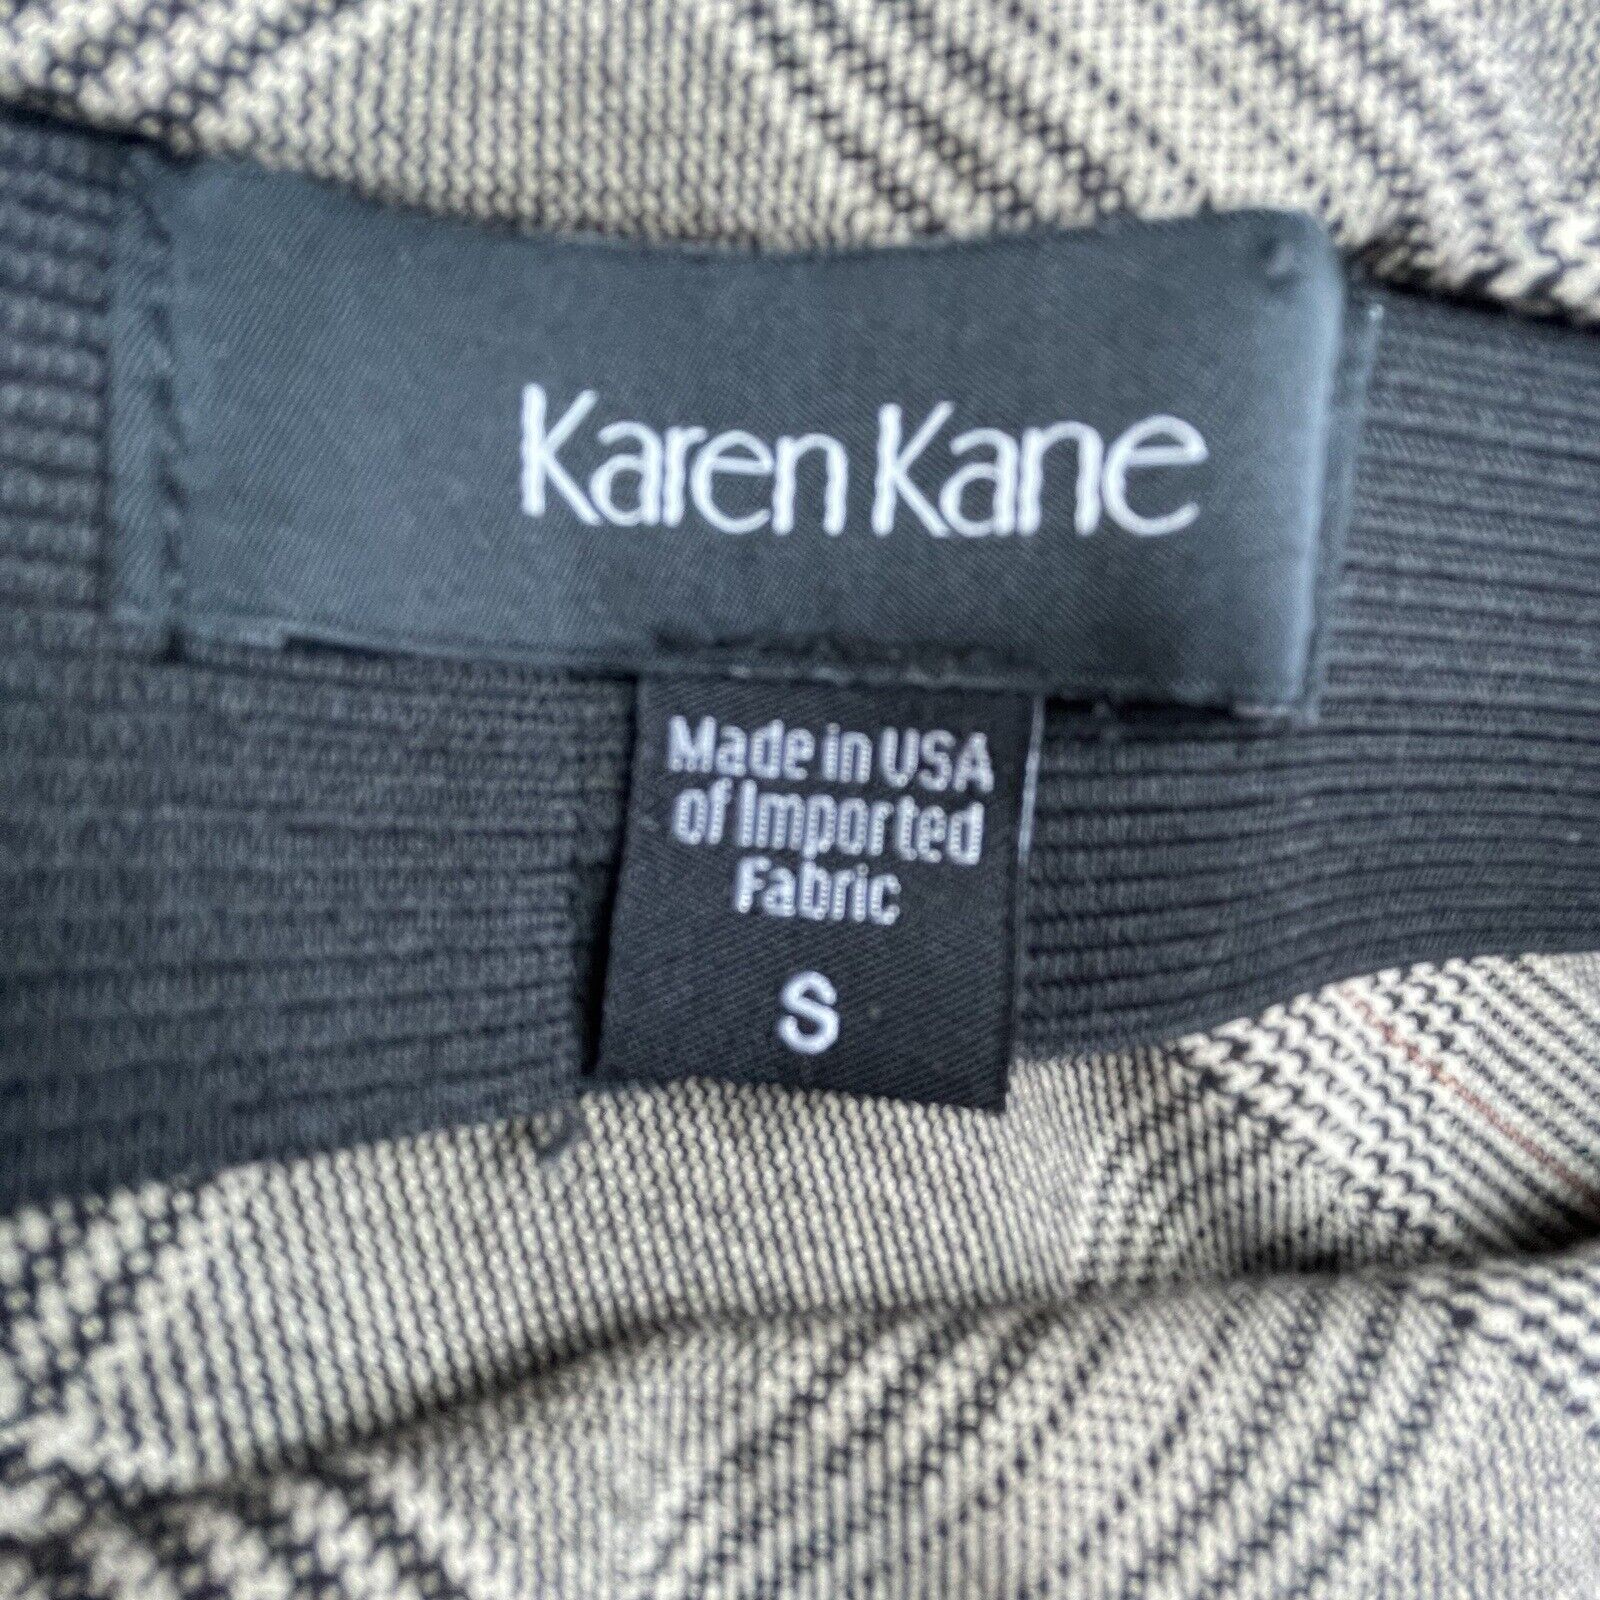 Karen Kane
Made in USA
of Imported
Fabric
S